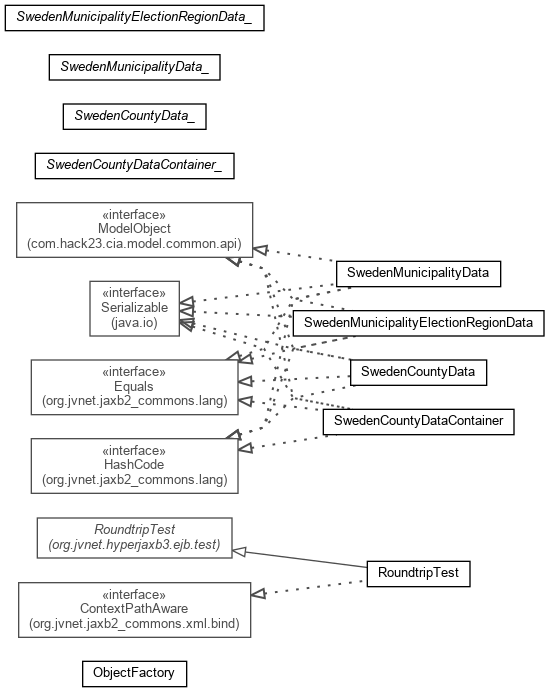 SwedenMunicipalityElectionRegionData_
SwedenMunicipalityData_
SwedenCountyData_
SwedenCountyDataContainer_
«interface»
ModelObject
(com.hack23.cia.model.common.api)
SwedenMunicipalityData
«interface»
Serializable
(java.io)
SwedenMunicipalityElectionRegionData
«interface»
Equals
(org.jvnet.jaxb2_commons.lang)
SwedenCountyData
SwedenCountyDataContainer
«interface»
HashCode
(org.jvnet.jaxb2_commons.lang)
RoundtripTest
(org.jvnet.hyperjaxb3.ejb.test)
RoundtripTest
«interface»
ContextPathAware
(org.jvnet.jaxb2_commons.xml.bind)
ObjectFactory